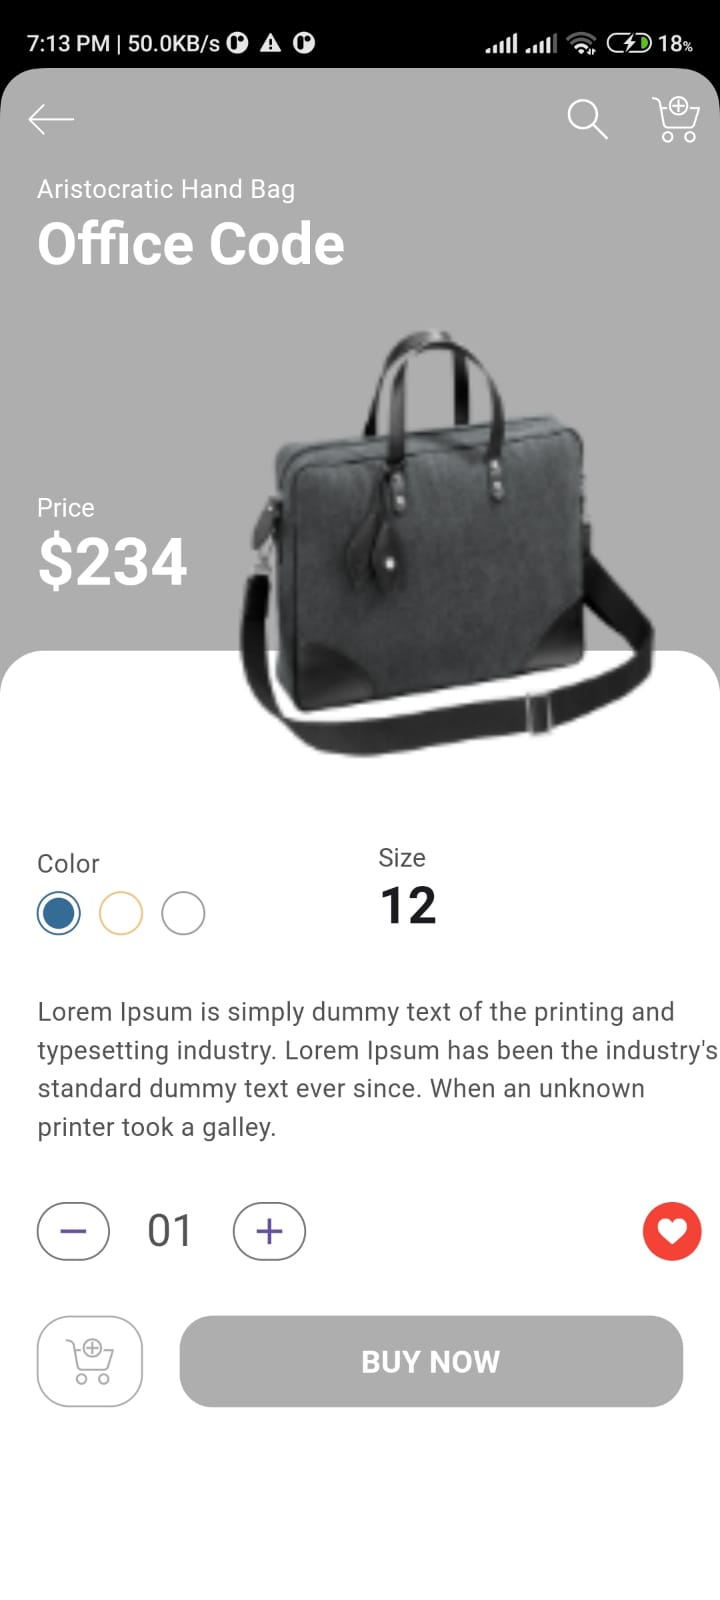 7:13 PM | 50.0KB/s 18%
Aristocratic Hand Bag
Office Code
Price
$234
Color
Size
12
Lorem Ipsum is simply dummy text of the printing and
typesetting industry. Lorem Ipsum has been the industry's
standard dummy text ever since. When an unknown
printer took a galley.
01
BUY NOW